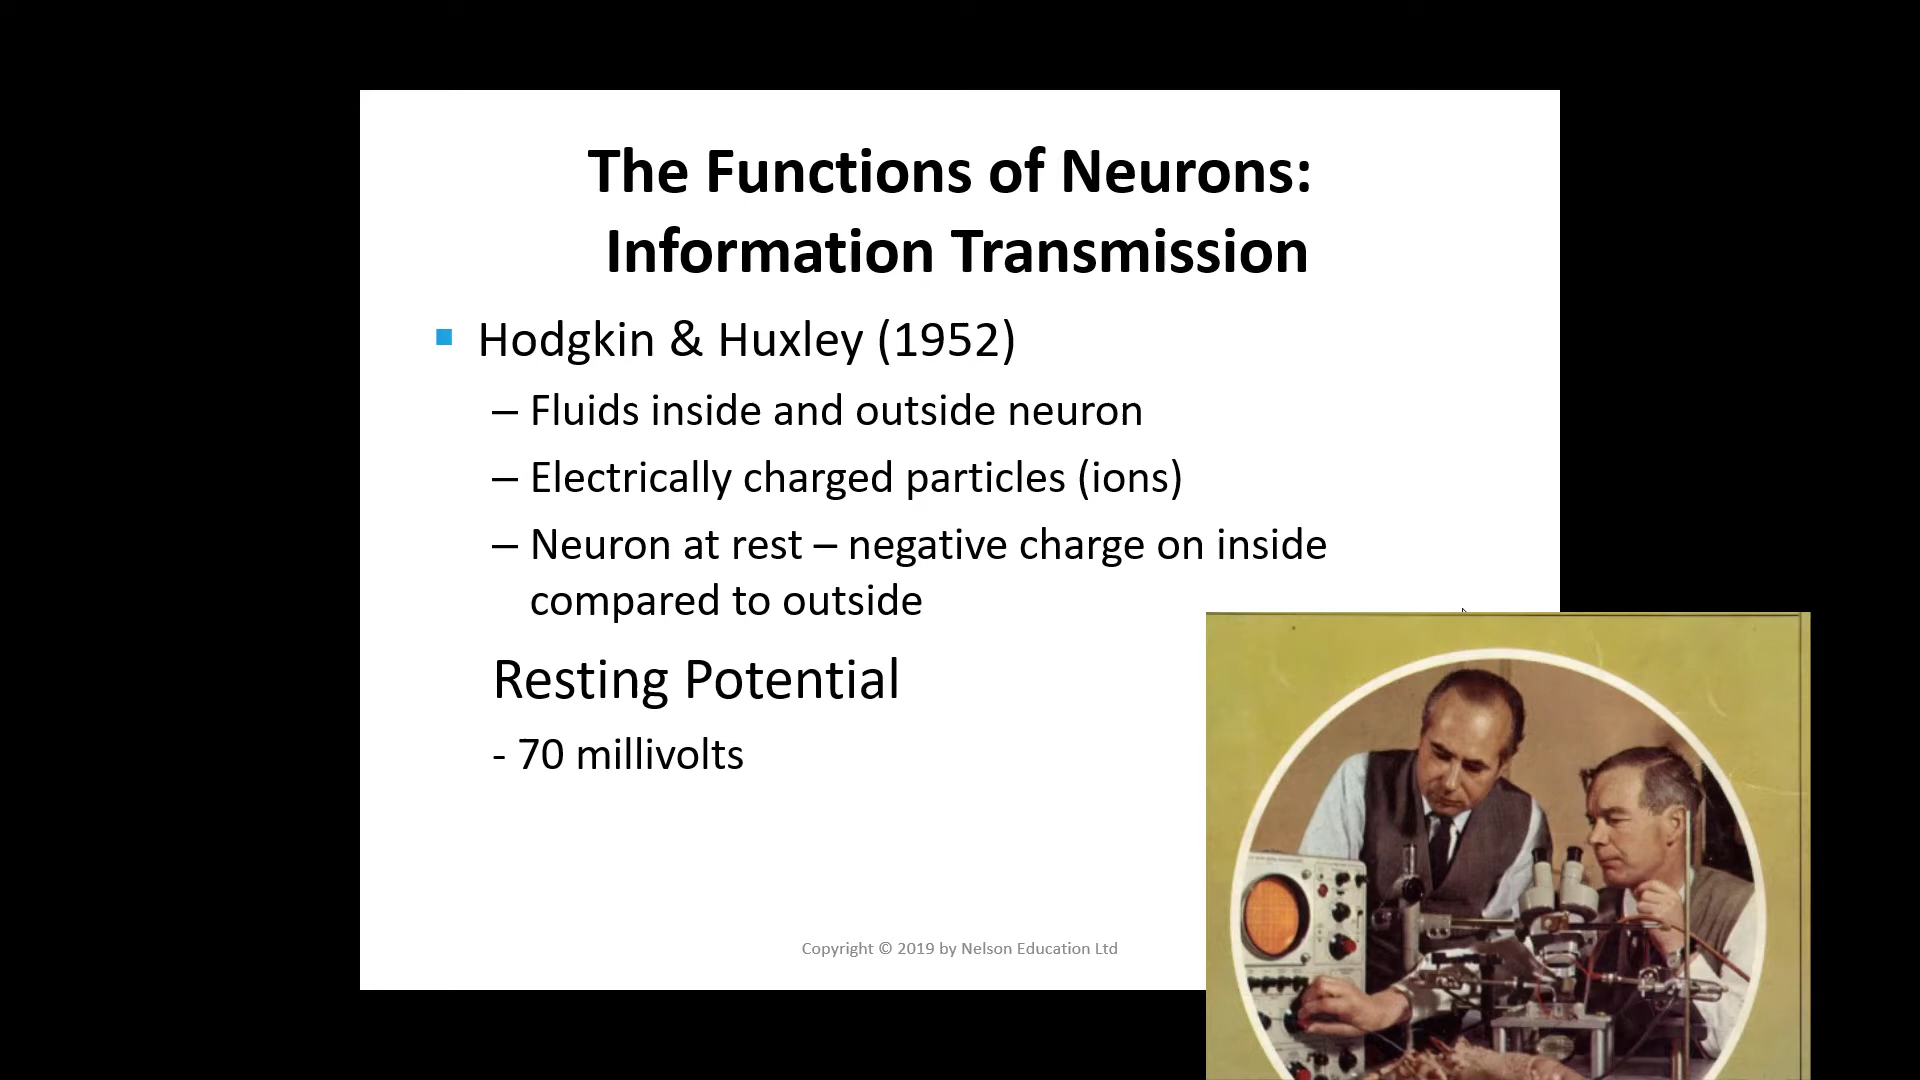 The Functions of Neurons:
Information Transmission
Hodgkin & Huxley (1952)
– Fluids inside and outside neuron
– Electrically charged particles (ions)
– Neuron at rest – negative charge on inside
compared to outside
Resting Potential
- 70 millivolts
Copyright © 2019 by Nelson Education Ltd